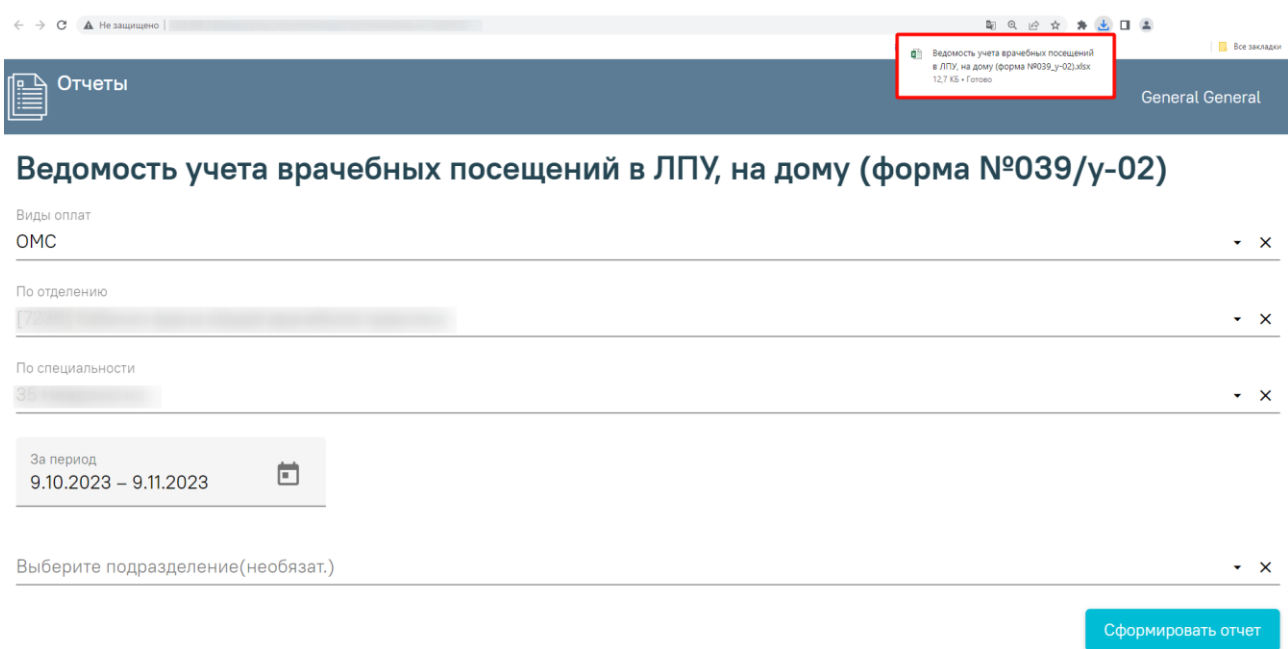 Не защищено
Все закладки
Ведомость учета врачебных посещений
в ЛПУ, на дому (форма №039_у-02).xlsx
12,7 КБ • Готово
Отчеты
General General
Ведомость учета врачебных посещений в ЛПУ, на дому (форма №039/у-02)
Виды оплат
ОМС
По отделению
По специальности
35
За период
9.10.2023 – 9.11.2023
Выберите подразделение(необязат.)
Сформировать отчет